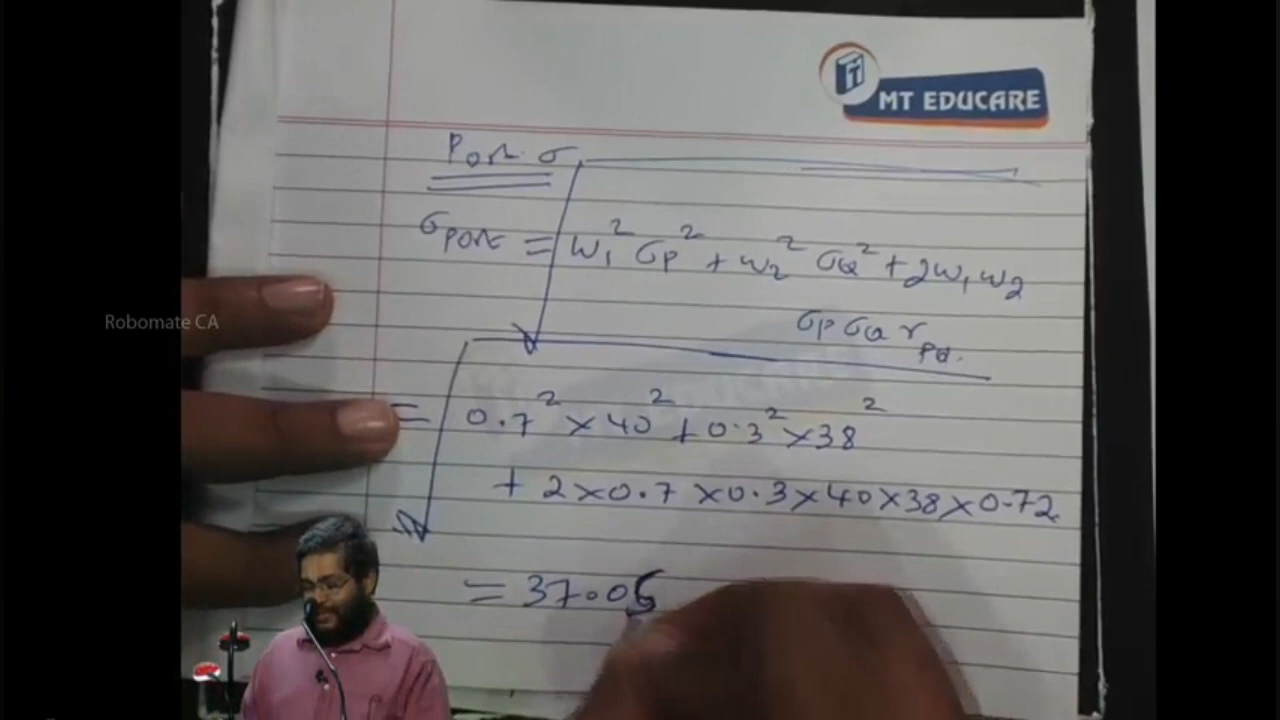 MT EDUCARE
Port. σ
σport = √w₁² σp² + w₂² σQ² + 2w₁w₂
σp σQ rPQ.
Robomate CA
= √0.7² × 40² + 0.3² × 38²
+ 2×0.7 ×0.3×40×38×0.72
= 37.05